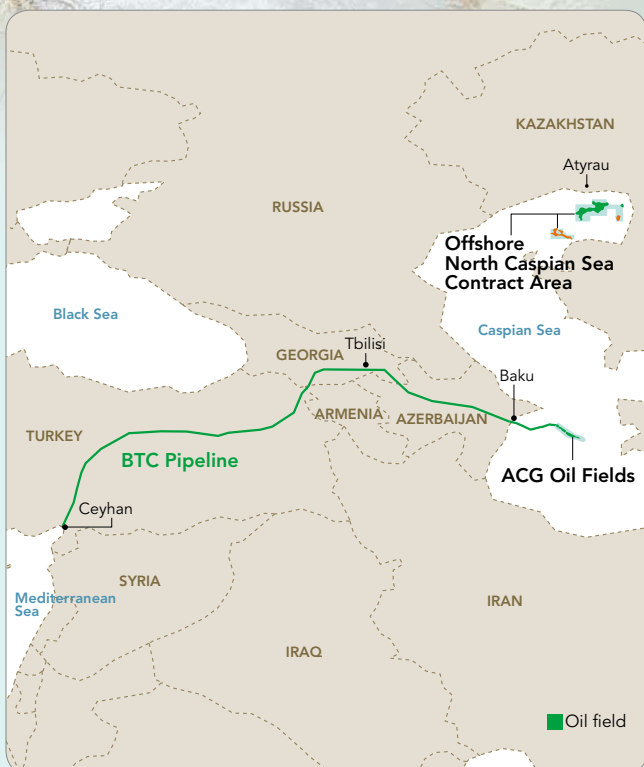 KAZAKHSTAN
Atyrau
RUSSIA
Offshore
North Caspian Sea
Contract Area
Black Sea
Caspian Sea
Tbilisi
GEORGIA
Baku
ARMENIA
AZERBAIJAN
TURKEY
BTC Pipeline
ACG Oil Fields
Ceyhan
SYRIA
Mediterranean
Sea
IRAN
IRAQ
Oil field